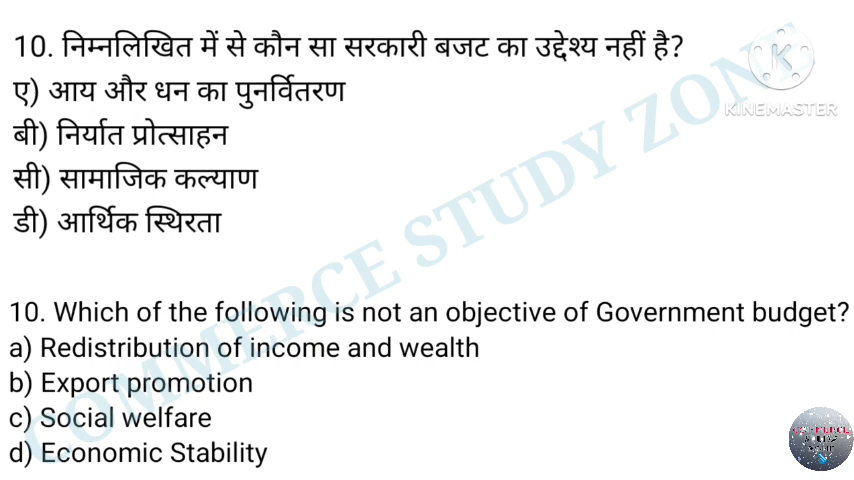 10. निम्नलिखित में से कौन सा सरकारी बजट का उद्देश्य नहीं है?
ए) आय और धन का पुनर्वितरण
बी) निर्यात प्रोत्साहन
सी) सामाजिक कल्याण
डी) आर्थिक स्थिरता
K
KINEMASTER
COMMERCE STUDY ZONE
10. Which of the following is not an objective of Government budget?
a) Redistribution of income and wealth
b) Export promotion
c) Social welfare
d) Economic Stability